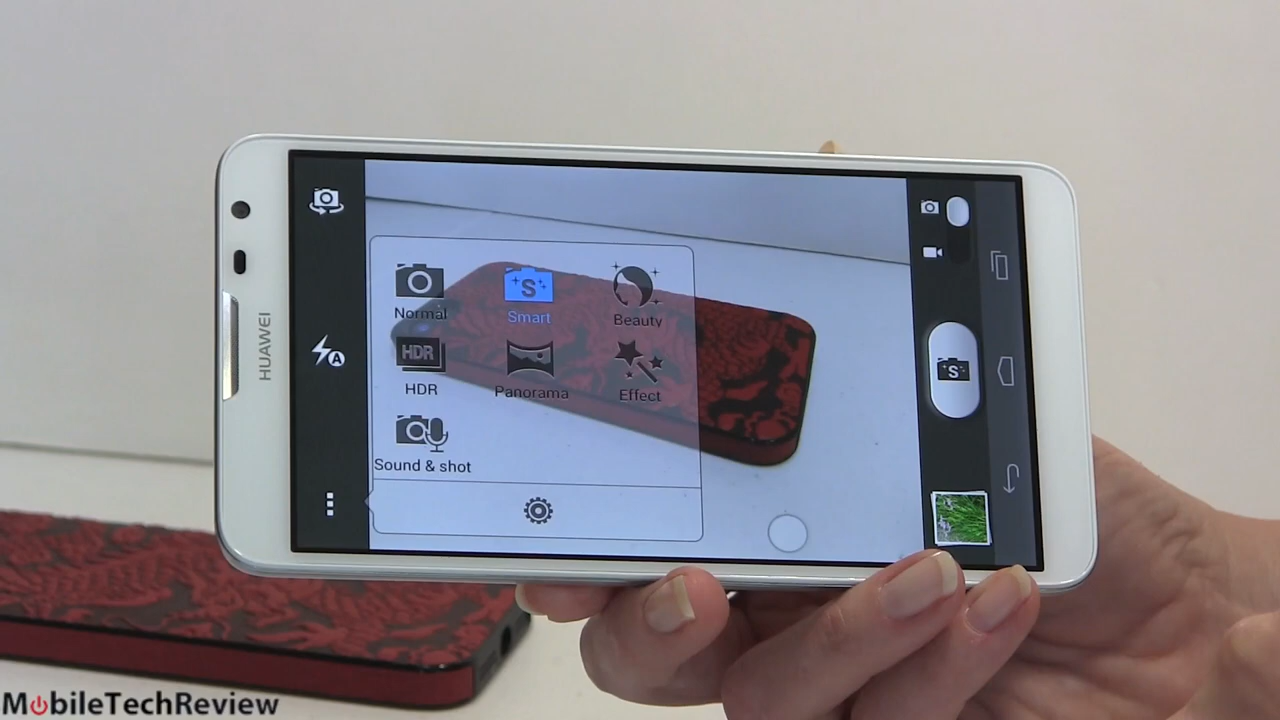 HUAWEI
Normal
Smart
Beauty
HDR
HDR
Panorama
Effect
Sound & shot
A
S
S
MobileTechReview